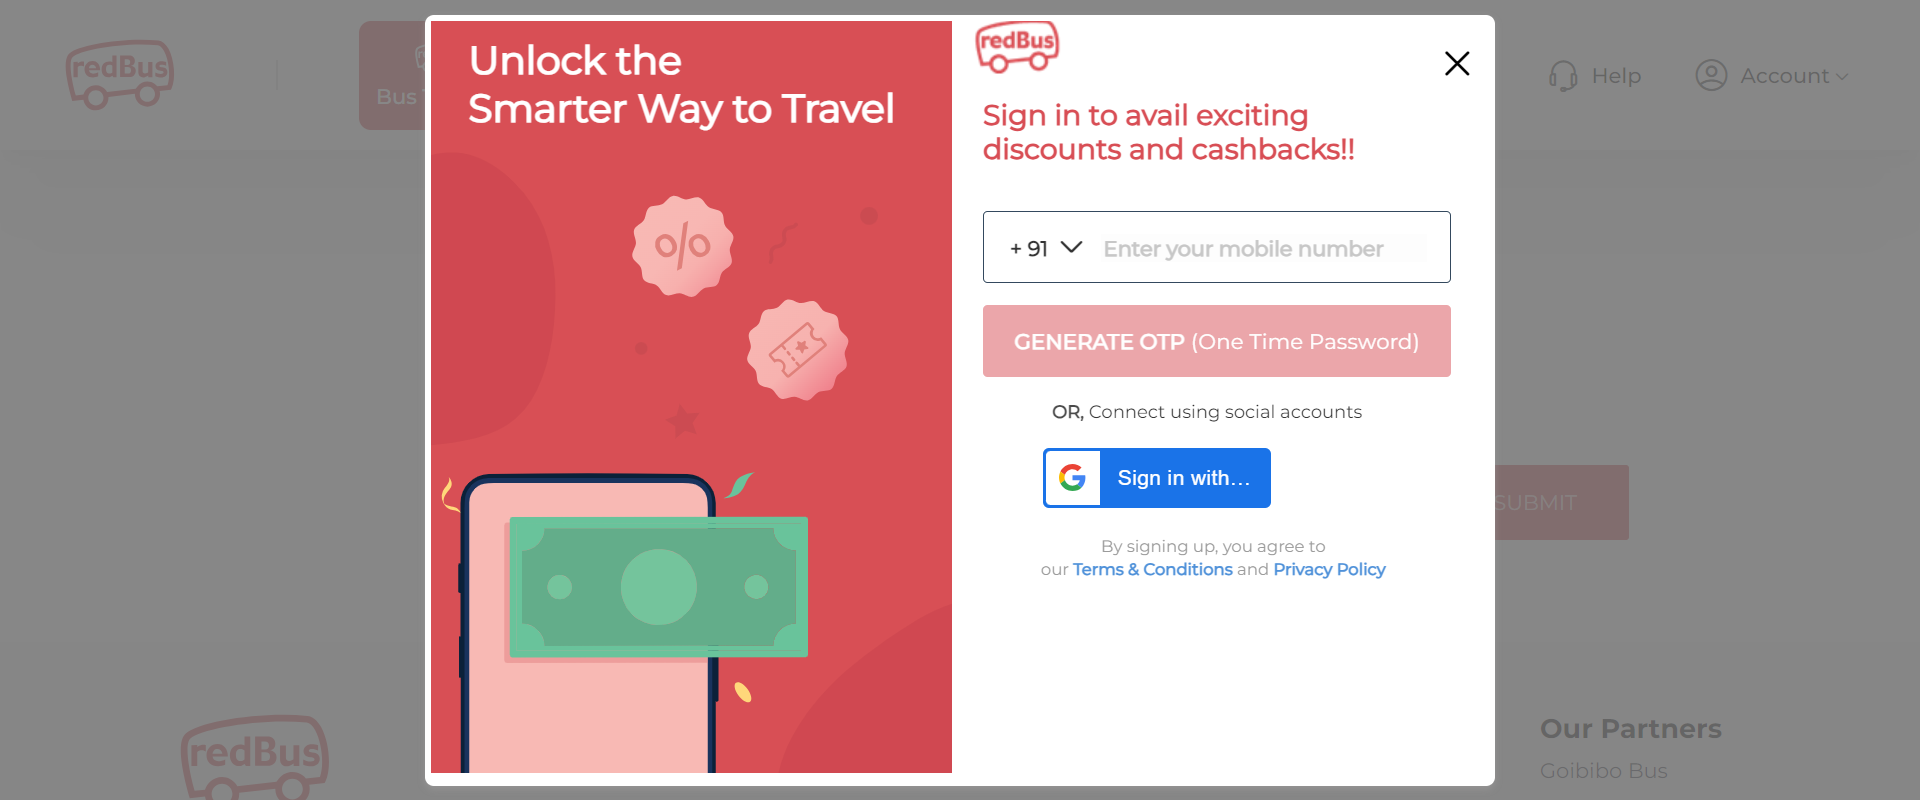 redBus
Bus
Help
Account
Unlock the
Smarter Way to Travel
%
redBus
Sign in to avail exciting
discounts and cashbacks!!
+ 91
Enter your mobile number
GENERATE OTP (One Time Password)
OR, Connect using social accounts
G
Sign in with...
By signing up, you agree to
our Terms & Conditions and Privacy Policy
SUBMIT
redBus
Our Partners
Goibibo Bus